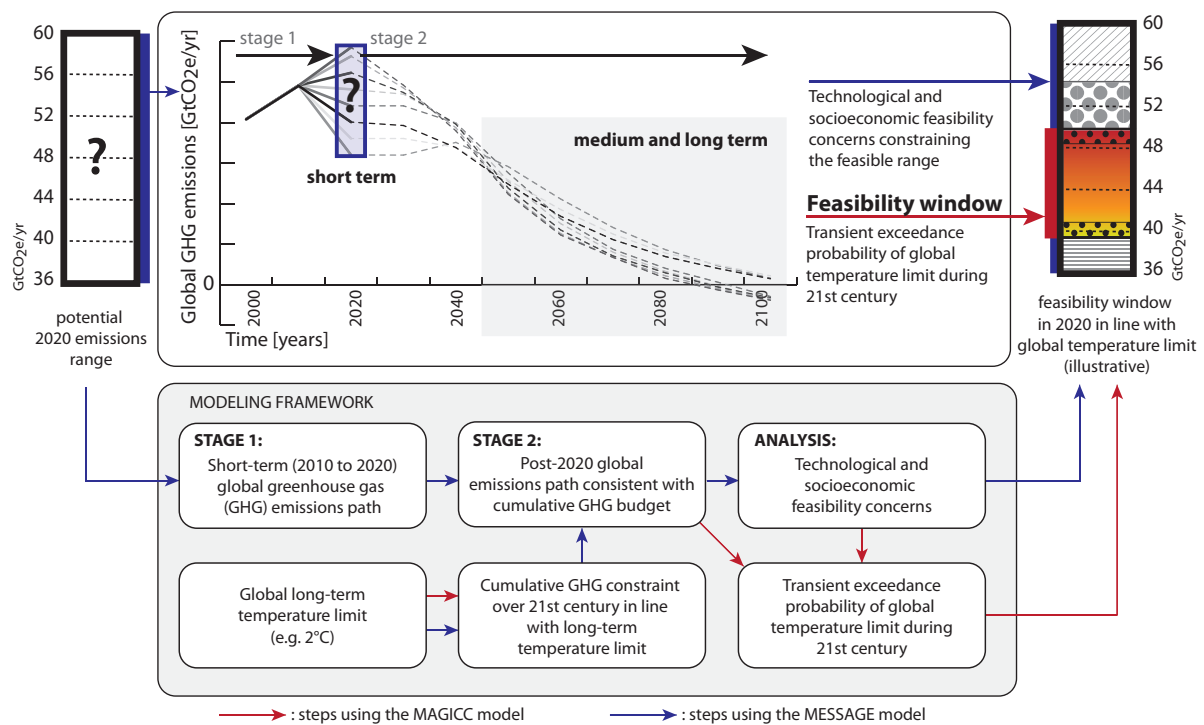 60
56
52
48
44
40
36
GtCO2e/yr
?
potential
2020 emissions
range
Global GHG emissions [GtCO2e/yr]
stage 1
stage 2
?
short term
medium and long term
0
2000
2020
2040
2060
2080
2100
Time [years]
Technological and
socioeconomic feasibility
concerns constraining
the feasible range
Feasibility window
Transient exceedance
probability of global
temperature limit during
21st century
60
56
52
48
44
40
36
GtCO2e/yr
feasibility window
in 2020 in line with
global temperature limit
(illustrative)
MODELING FRAMEWORK
STAGE 1:
Short-term (2010 to 2020)
global greenhouse gas
(GHG) emissions path
STAGE 2:
Post-2020 global
emissions path consistent with
cumulative GHG budget
ANALYSIS:
Technological and
socioeconomic
feasibility concerns
Global long-term
temperature limit
(e.g. 2°C)
Cumulative GHG constraint
over 21st century in line
with long-term
temperature limit
Transient exceedance
probability of global
temperature limit during
21st century
: steps using the MAGICC model
: steps using the MESSAGE model